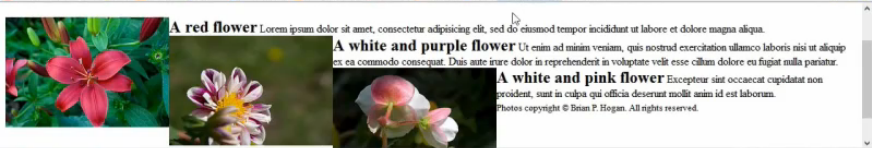 A red flower Lorem ipsum dolor sit amet, consectetur adipisicing elit, sed do eiusmod tempor incididunt ut labore et dolore magna aliqua.
A white and purple flower Ut enim ad minim veniam, quis nostrud exercitation ullamco laboris nisi ut aliquip
ex ea commodo consequat. Duis aute irure dolor in reprehenderit in voluptate velit esse cillum dolore eu fugiat nulla pariatur.
A white and pink flower Excepteur sint occaecat cupidatat non
proident, sunt in culpa qui officia deserunt mollit anim id est laborum.
Photos copyright © Brian P. Hogan. All rights reserved.